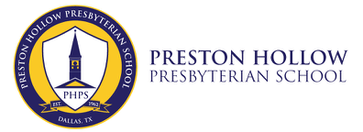 PRESTON HOLLOW PRESBYTERIAN SCHOOL
PHPS
EST 1962
DALLAS, TX
PRESTON HOLLOW
PRESBYTERIAN SCHOOL